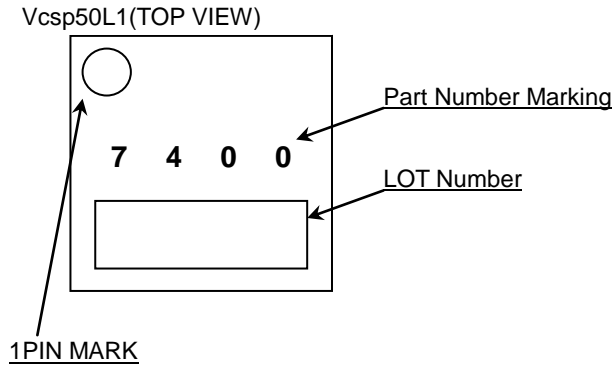 Vcsp50L1(TOP VIEW)
Part Number Marking
7 4 0 0
LOT Number
1PIN MARK